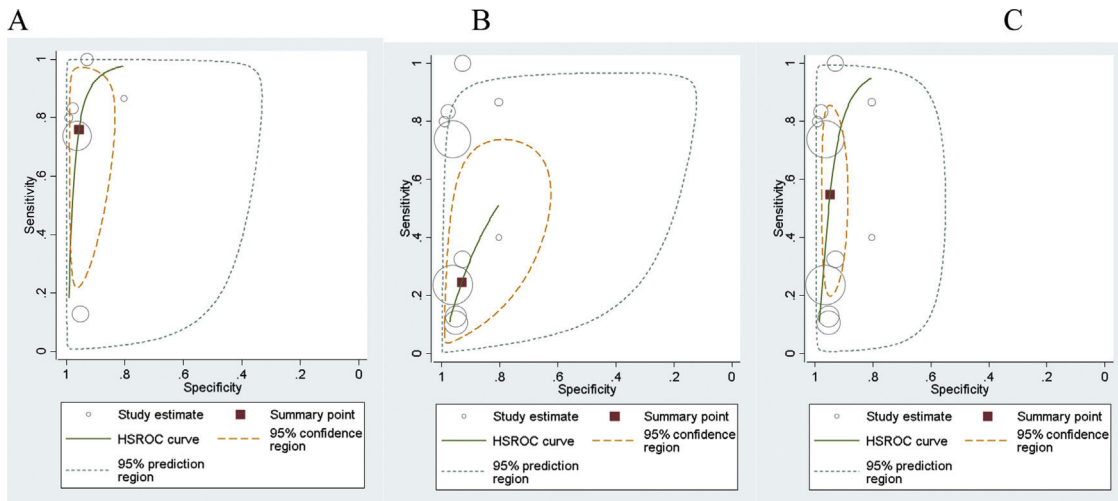 A B C
Sensitivity
1
.8
.6
.4
.2
0
1 .8 .6 .4 .2 0
Specificity
Study estimate Summary point
HSROC curve 95% confidence
region
95% prediction
region
Sensitivity
1
.8
.6
.4
.2
0
1 .8 .6 .4 .2 0
Specificity
Study estimate Summary point
HSROC curve 95% confidence
region
95% prediction
region
Sensitivity
1
.8
.6
.4
.2
0
1 .8 .6 .4 .2 0
Specificity
Study estimate Summary point
HSROC curve 95% confidence
region
95% prediction
region